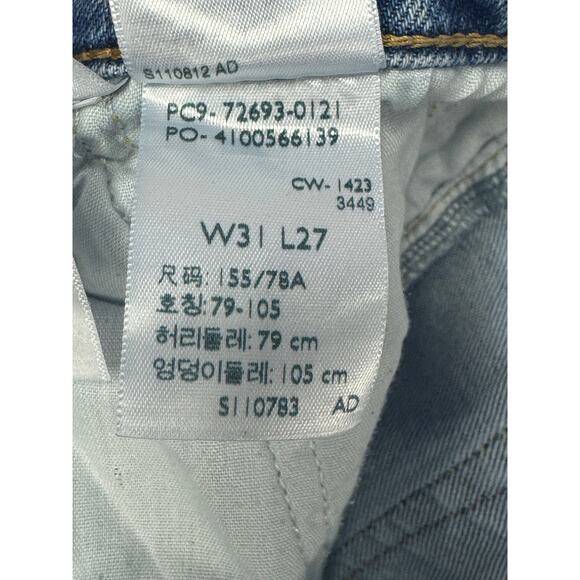 S110812 AD
PC9- 72693-0121
PO- 4100566139
CW- 1423
3449
W31 L27
尺码: 155/78A
호칭: 79-105
허리둘레: 79 cm
엉덩이둘레: 105 cm
S110783 AD